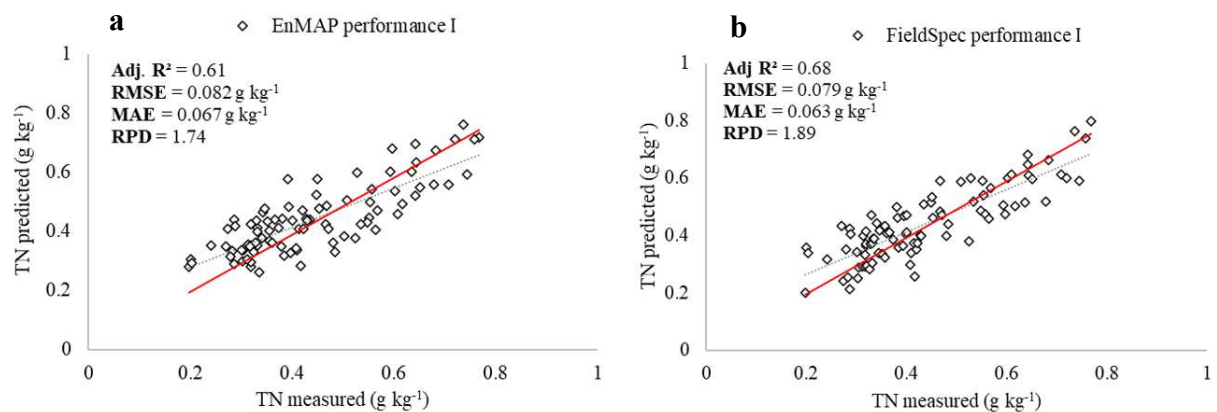 a
EnMAP performance I
1
0.8
0.6
0.4
0.2
0
TN predicted (g kg⁻¹)
Adj. R² = 0.61
RMSE = 0.082 g kg⁻¹
MAE = 0.067 g kg⁻¹
RPD = 1.74
0 0.2 0.4 0.6 0.8 1
TN measured (g kg⁻¹)
b
FieldSpec performance I
1
0.8
0.6
0.4
0.2
0
TN predicted (g kg⁻¹)
Adj R² = 0.68
RMSE = 0.079 g kg⁻¹
MAE = 0.063 g kg⁻¹
RPD = 1.89
0 0.2 0.4 0.6 0.8 1
TN measured (g kg⁻¹)